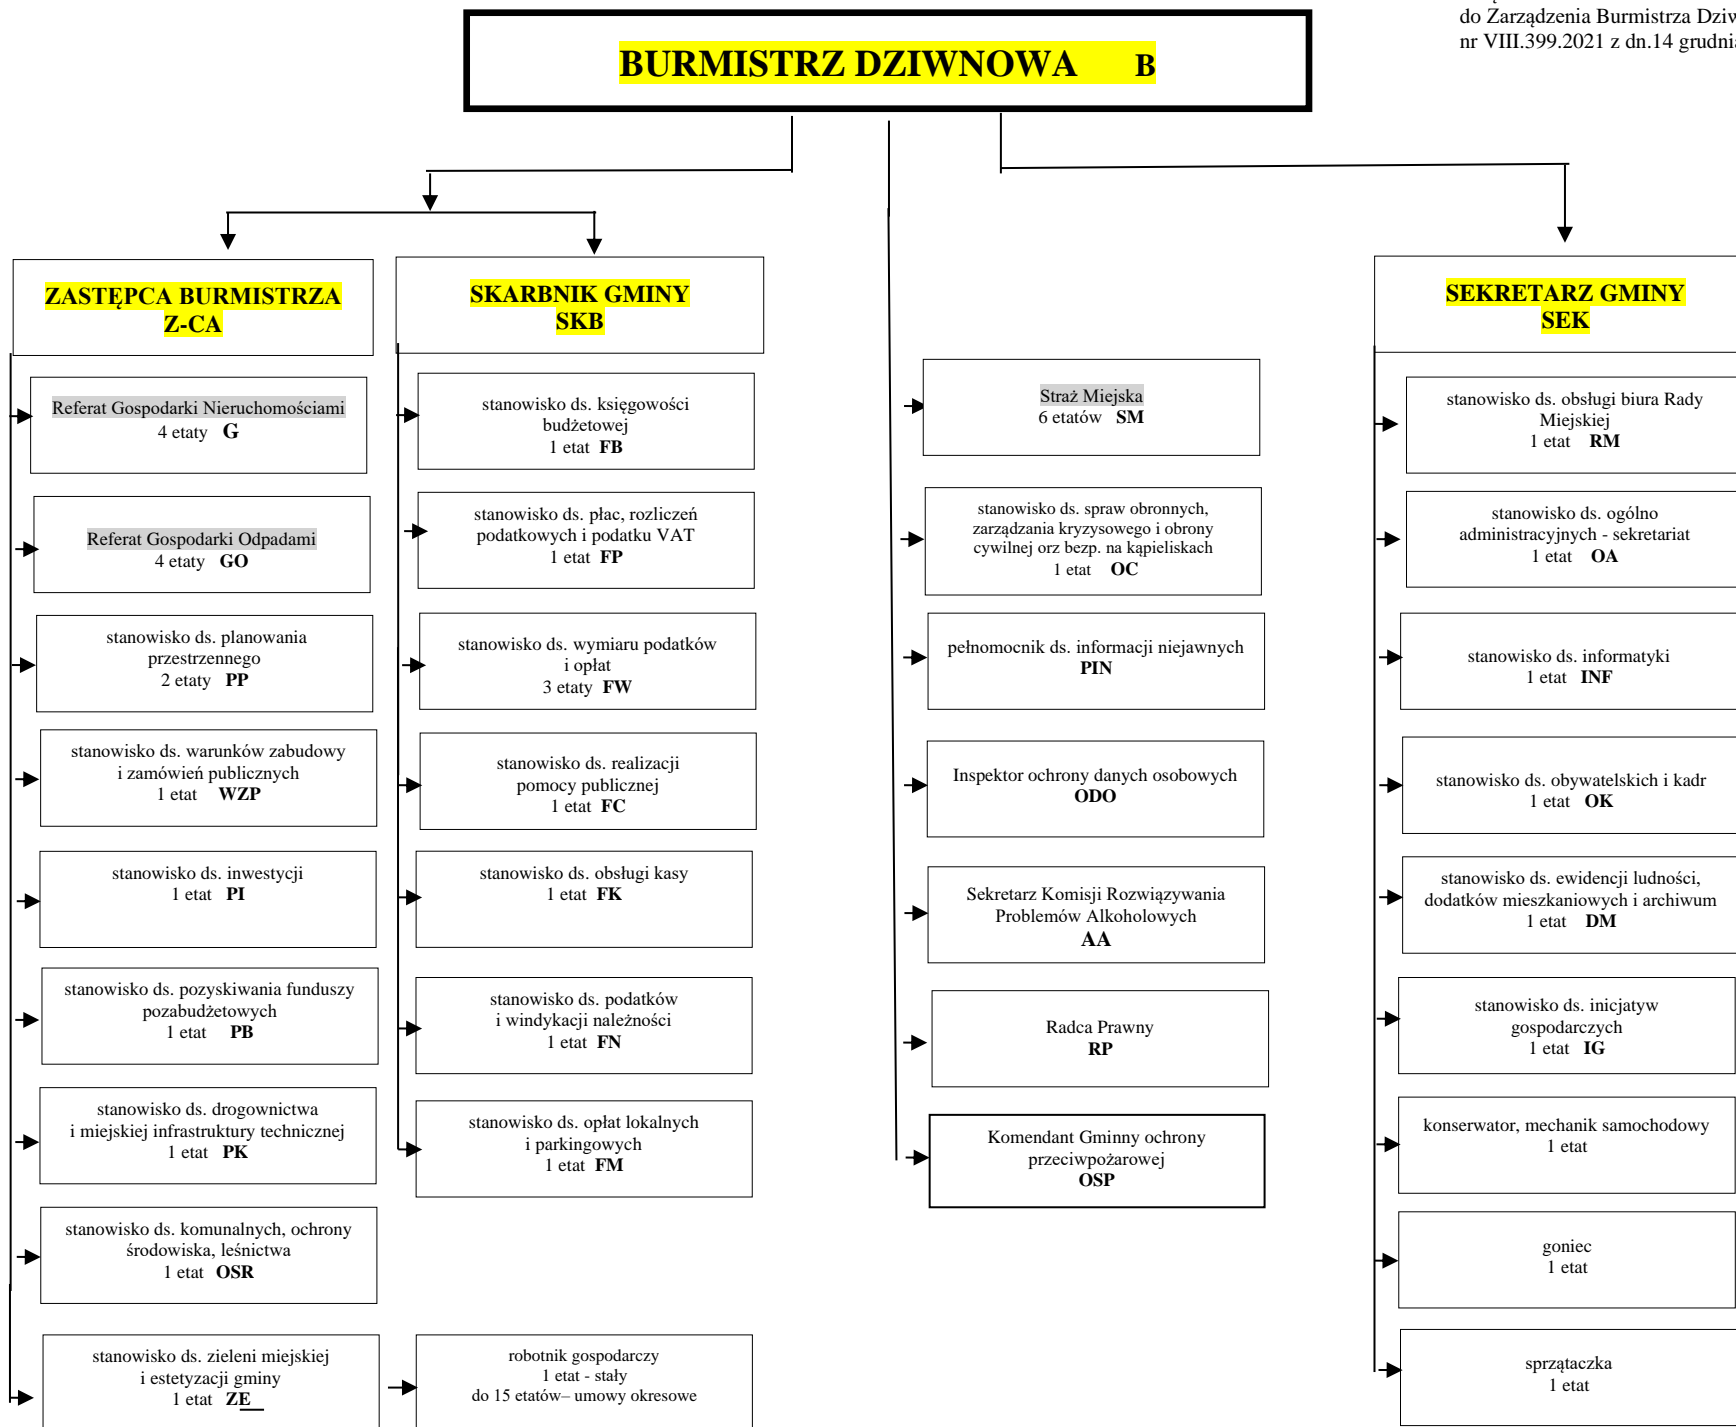 do Zarządzenia Burmistrza
nr VIII.399.2021 z dn.14
BURMISTRZ DZIWNOWA B
ZASTĘPCA BURMISTRZA
Z-CA
Referat Gospodarki Nieruchomościami
4 etaty G
Referat Gospodarki Odpadami
4 etaty GO
stanowisko ds. planowania
przestrzennego
2 etaty PP
stanowisko ds. warunków zabudowy
i zamówień publicznych
1 etat WZP
stanowisko ds. inwestycji
1 etat PI
stanowisko ds. pozyskiwania funduszy
pozabudżetowych
1 etat PB
stanowisko ds. drogownictwa
i miejskiej infrastruktury technicznej
1 etat PK
stanowisko ds. komunalnych, ochrony
środowiska, leśnictwa
1 etat OSR
stanowisko ds. zieleni miejskiej
i estetyzacji gminy
1 etat ZE
SKARBNIK GMINY
SKB
stanowisko ds. księgowości
budżetowej
1 etat FB
stanowisko ds. płac, rozliczeń
podatkowych i podatku VAT
1 etat FP
stanowisko ds. wymiaru podatków
i opłat
3 etaty FW
stanowisko ds. realizacji
pomocy publicznej
1 etat FC
stanowisko ds. obsługi kasy
1 etat FK
stanowisko ds. podatków
i windykacji należności
1 etat FN
stanowisko ds. opłat lokalnych
i parkingowych
1 etat FM
robotnik gospodarczy
1 etat - stały
do 15 etatów– umowy okresowe
Straż Miejska
6 etatów SM
stanowisko ds. spraw obronnych,
zarządzania kryzysowego i obrony
cywilnej orz bezp. na kąpieliskach
1 etat OC
pełnomocnik ds. informacji niejawnych
PIN
Inspektor ochrony danych osobowych
ODO
Sekretarz Komisji Rozwiązywania
Problemów Alkoholowych
AA
Radca Prawny
RP
Komendant Gminny ochrony
przeciwpożarowej
OSP
SEKRETARZ GMINY
SEK
stanowisko ds. obsługi biura Rady
Miejskiej
1 etat RM
stanowisko ds. ogólno
administracyjnych - sekretariat
1 etat OA
stanowisko ds. informatyki
1 etat INF
stanowisko ds. obywatelskich i kadr
1 etat OK
stanowisko ds. ewidencji ludności,
dodatków mieszkaniowych i archiwum
1 etat DM
stanowisko ds. inicjatyw
gospodarczych
1 etat IG
konserwator, mechanik samochodowy
1 etat
goniec
1 etat
sprzątaczka
1 etat